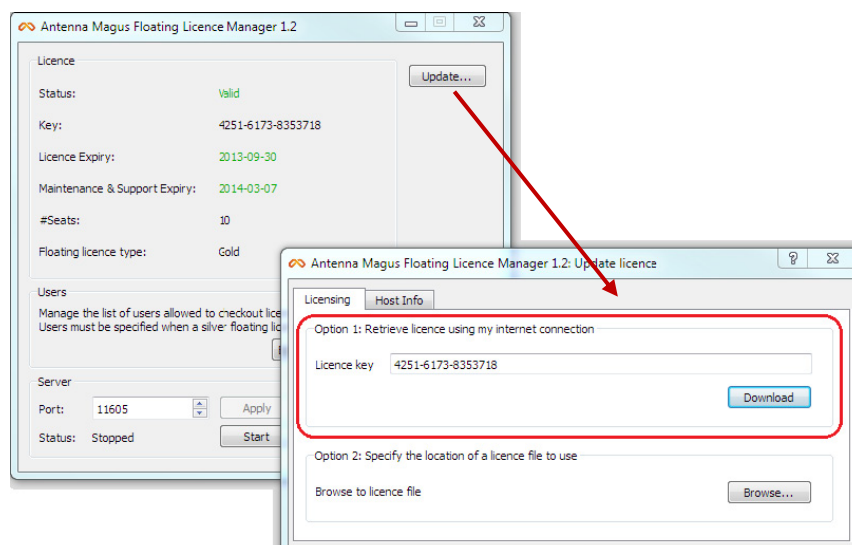 Antenna Magus Floating Licence Manager 1.2
Licence
Update...
Status: Valid
Key: 4251-6173-8353718
Licence Expiry: 2013-09-30
Maintenance & Support Expiry: 2014-03-07
#Seats: 10
Floating licence type: Gold
Users
Manage the list of users allowed to checkout lice
Users must be specified when a silver floating lic
Server
Port: 11605 Apply
Status: Stopped Start
Antenna Magus Floating Licence Manager 1.2: Update licence
Licensing Host Info
Option 1: Retrieve licence using my internet connection
Licence key 4251-6173-8353718
Download
Option 2: Specify the location of a licence file to use
Browse to licence file Browse...